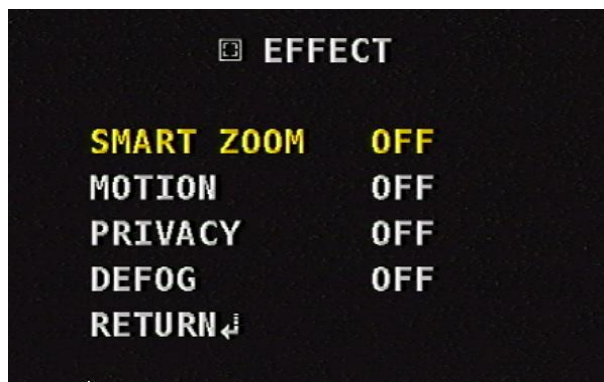 EFFECT
SMART ZOOM OFF
MOTION OFF
PRIVACY OFF
DEFOG OFF
RETURN↲